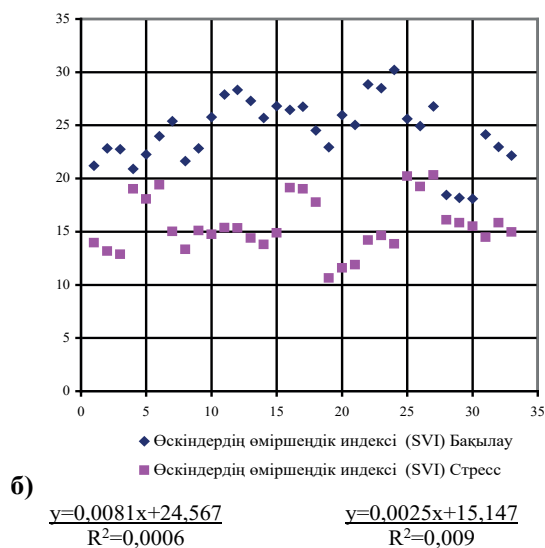 35
30
25
20
15
10
5
0
0 5 10 15 20 25 30 35
Өскіндердің өміршеңдік индексі (SVI) Бақылау
Өскіндердің өміршеңдік индексі (SVI) Стресс
б)
y=0,0081x+24,567 y=0,0025x+15,147
R²=0,0006 R²=0,009